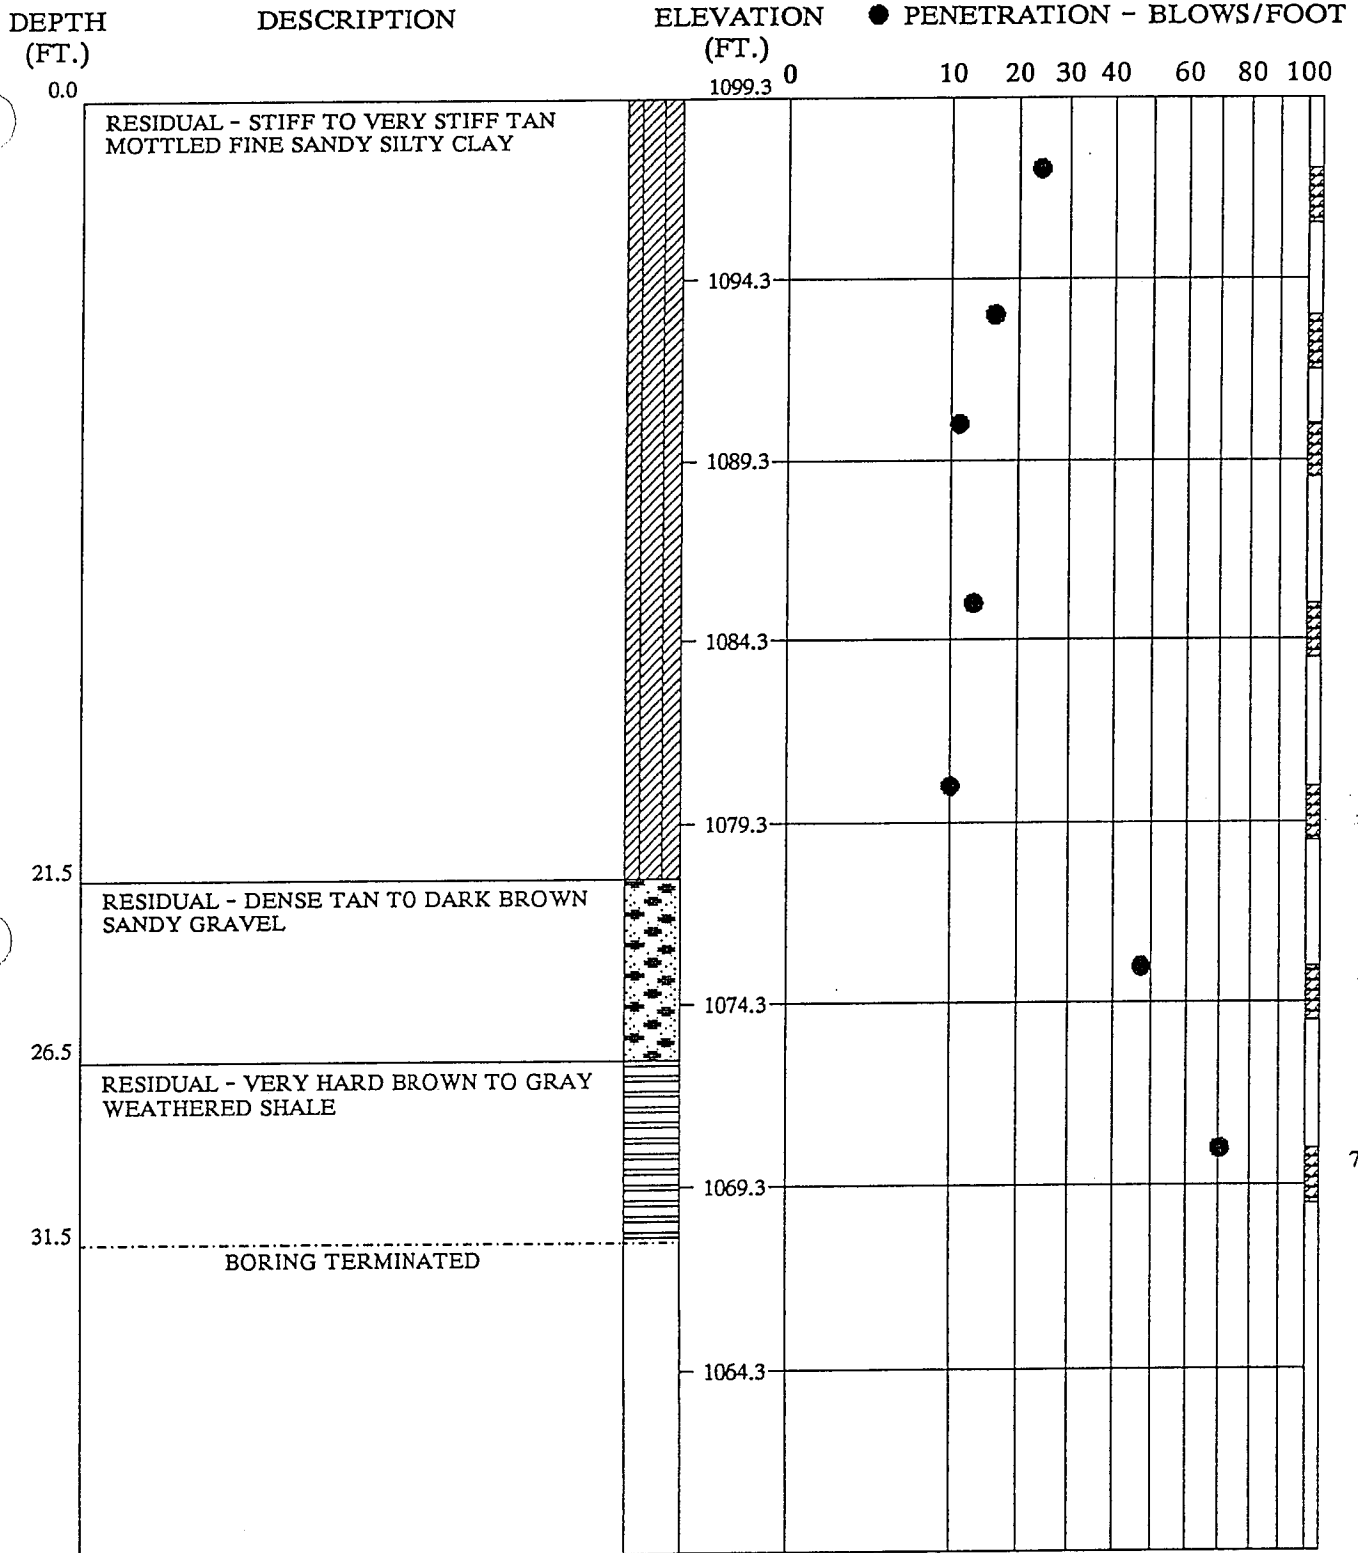 DEPTH
(FT.)
DESCRIPTION
ELEVATION
(FT.)
● PENETRATION - BLOWS/FOOT
0 10 20 30 40 60 80 100
0.0
1099.3
RESIDUAL - STIFF TO VERY STIFF TAN
MOTTLED FINE SANDY SILTY CLAY
1094.3
1089.3
1084.3
1079.3
21.5
RESIDUAL - DENSE TAN TO DARK BROWN
SANDY GRAVEL
1074.3
26.5
RESIDUAL - VERY HARD BROWN TO GRAY
WEATHERED SHALE
7
1069.3
31.5
BORING TERMINATED
1064.3